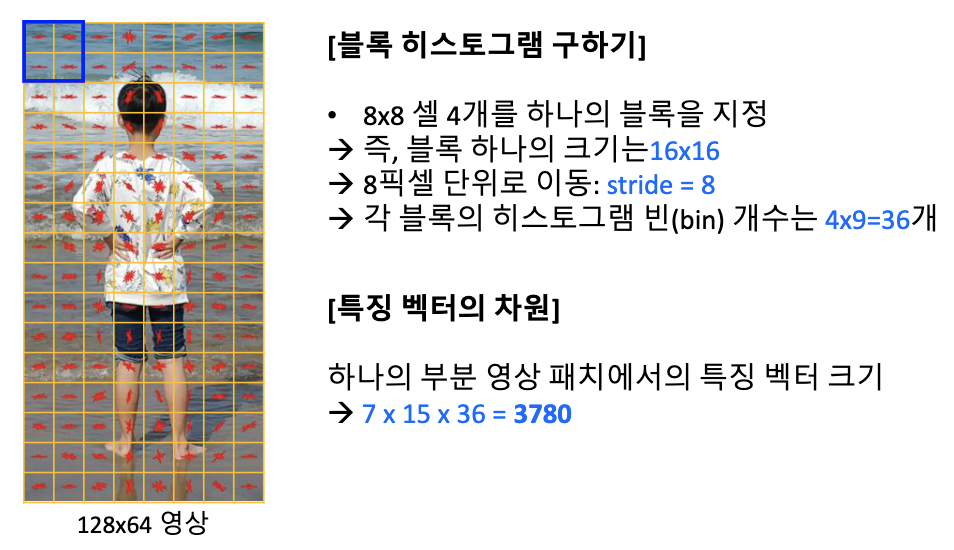 [블록 히스토그램 구하기]
• 8x8 셀 4개를 하나의 블록을 지정
→ 즉, 블록 하나의 크기는16x16
→ 8픽셀 단위로 이동: stride = 8
→ 각 블록의 히스토그램 빈(bin) 개수는 4x9=36개
[특징 벡터의 차원]
하나의 부분 영상 패치에서의 특징 벡터 크기
→ 7 x 15 x 36 = 3780
128x64 영상